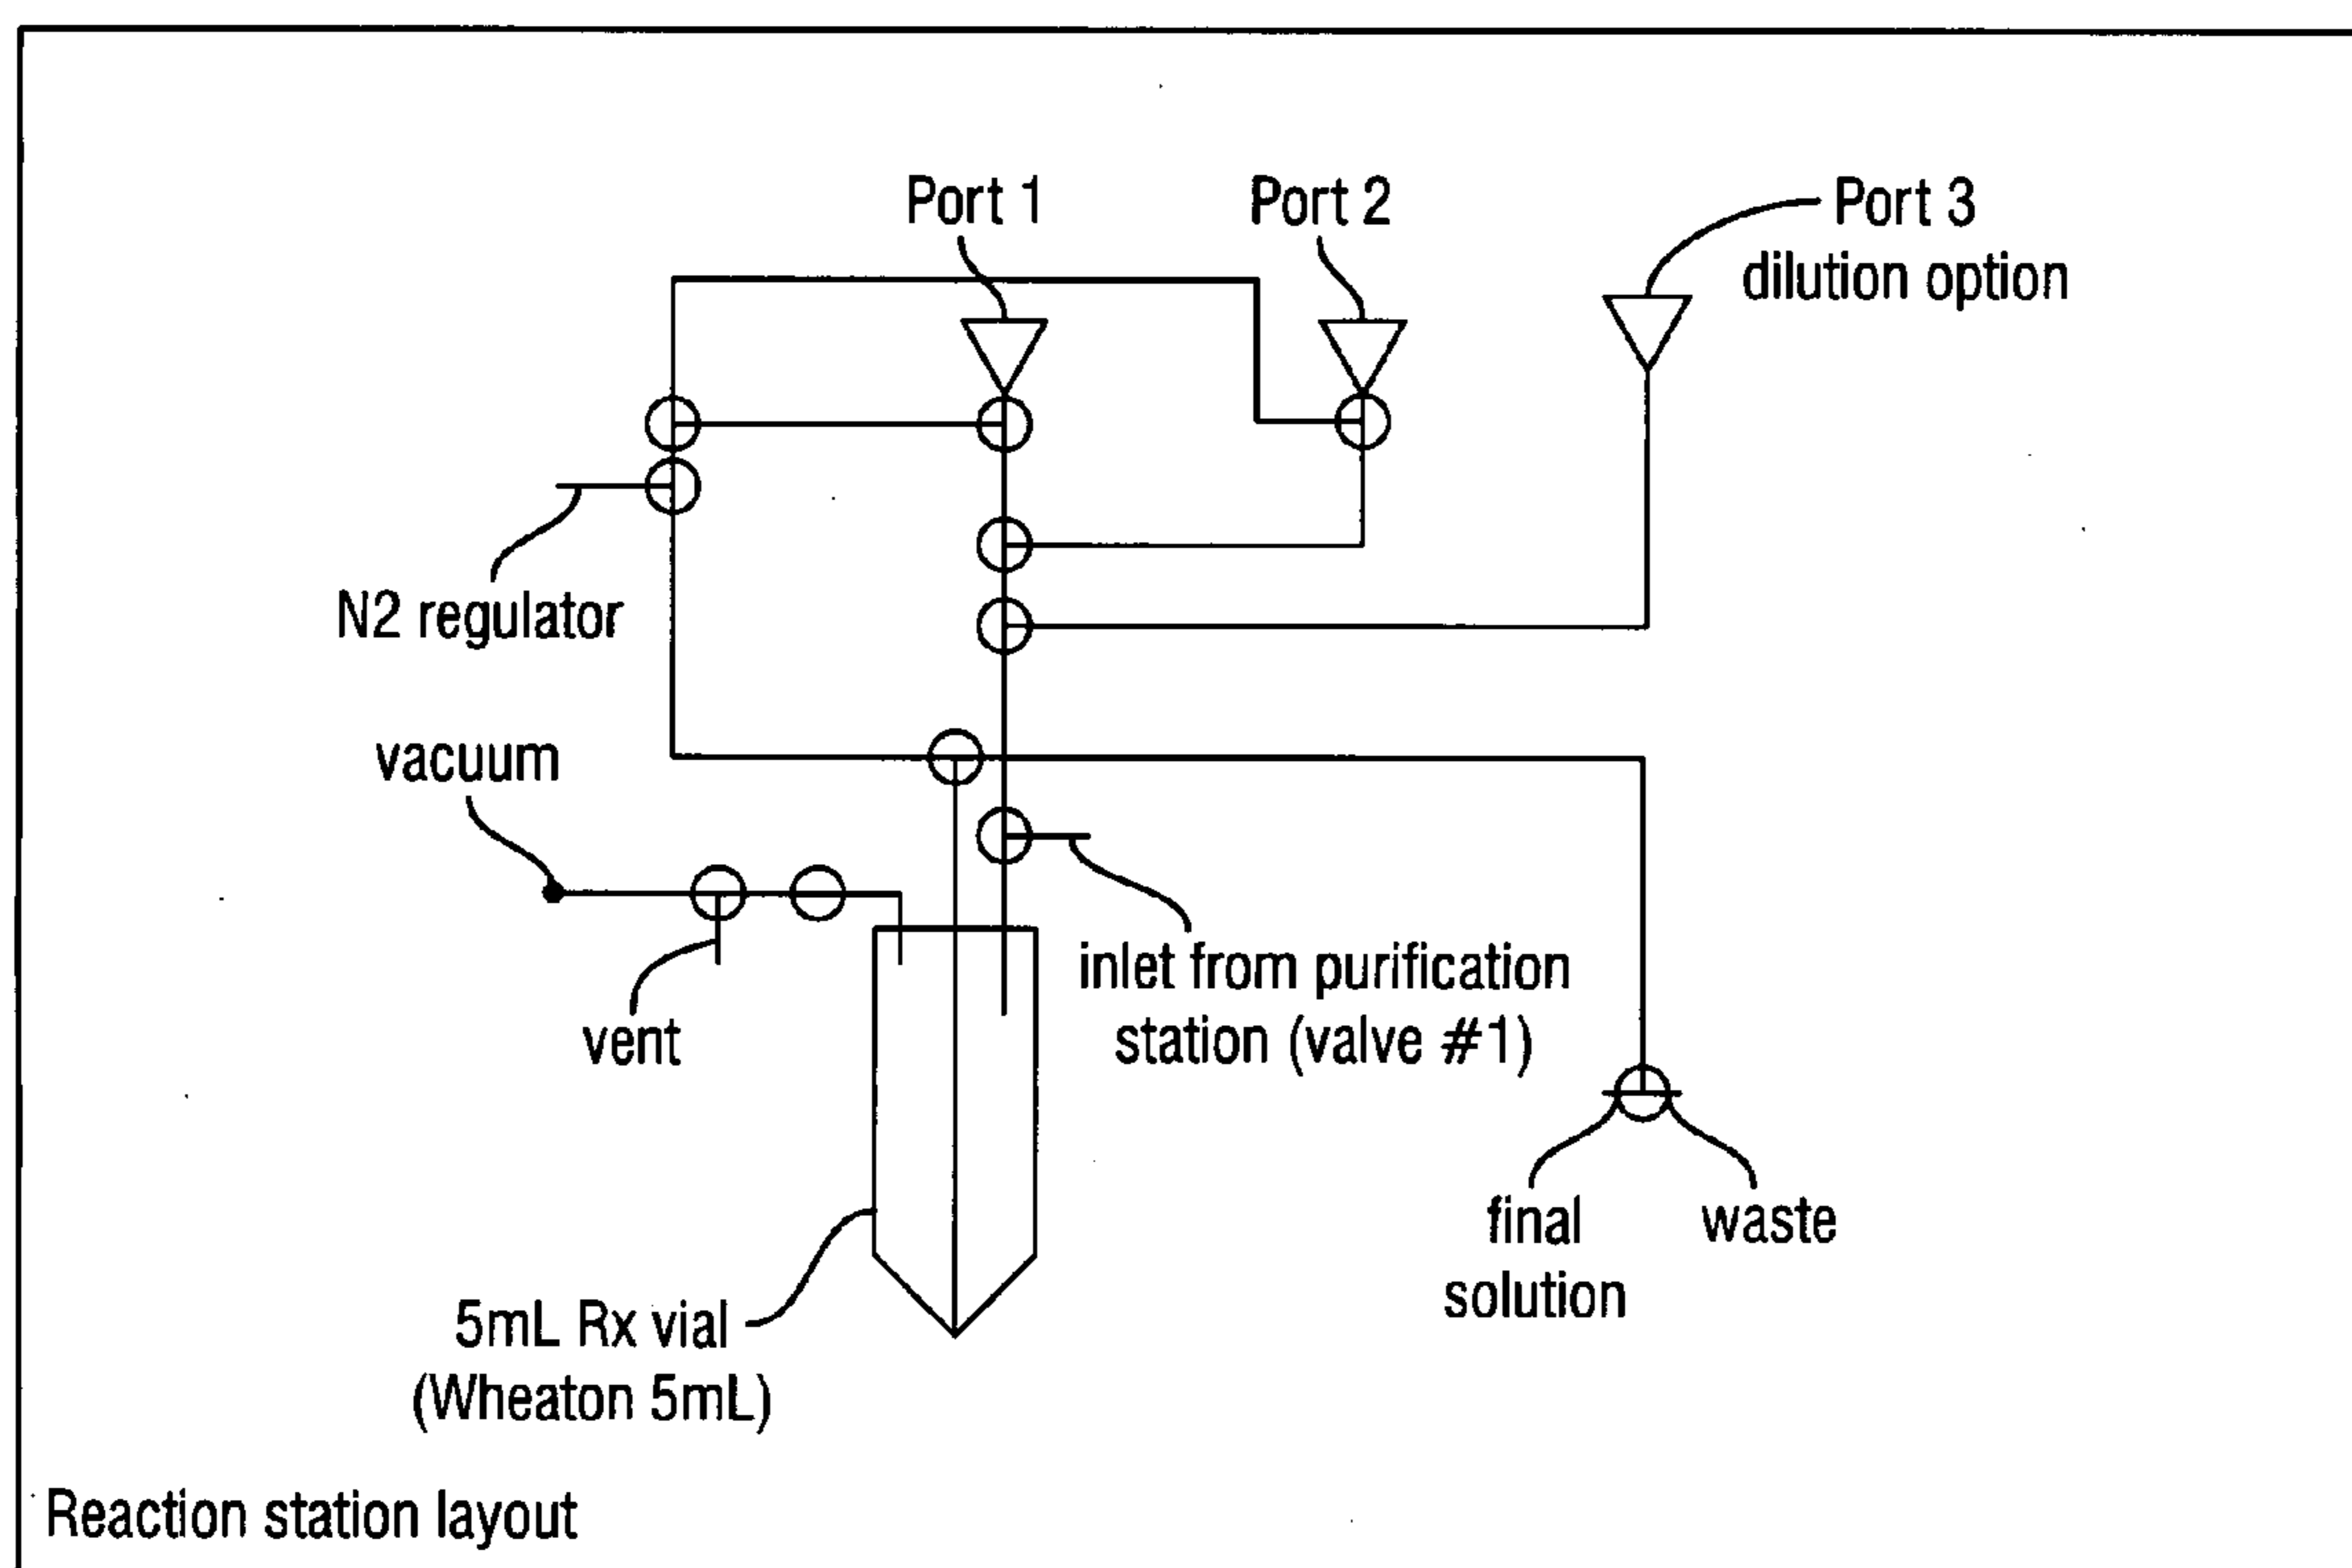 Port 1
Port 2
Port 3
dilution option
N2 regulator
vacuum
inlet from purification
station (valve #1)
vent
final
solution
waste
5mL Rx vial
(Wheaton 5mL)
Reaction station layout